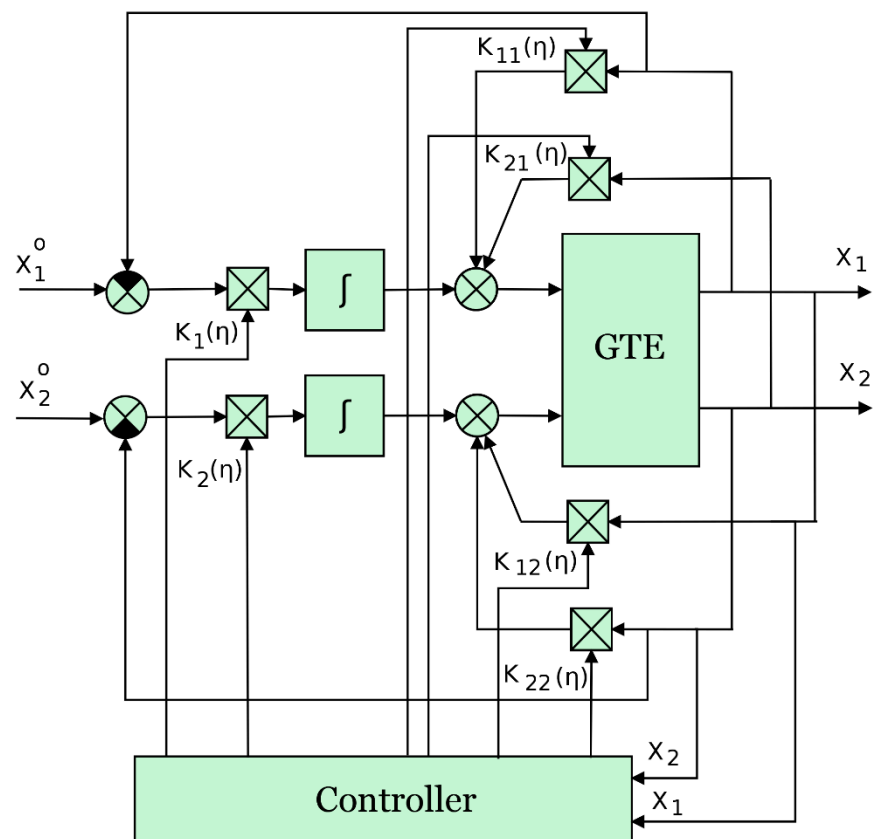 K11(η)
K21 (η)
X1o
X1
∫
K1(η)
GTE
X2o
X2
∫
K2(η)
K12(η)
K22(η)
X2
X1
Controller